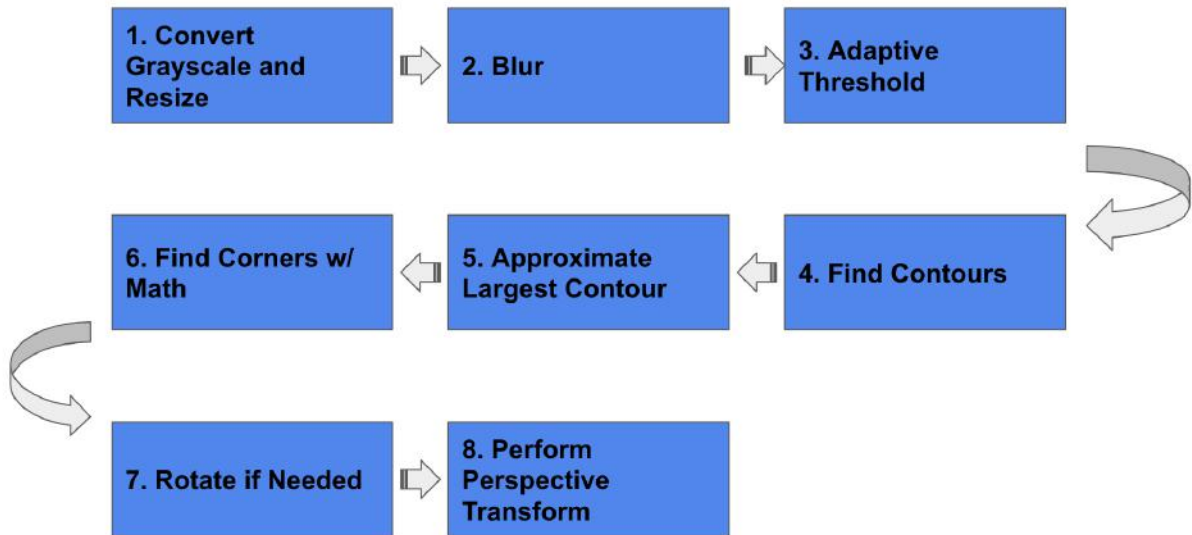 1. Convert
Grayscale and
Resize
2. Blur
3. Adaptive
Threshold
4. Find Contours
5. Approximate
Largest Contour
6. Find Corners w/
Math
7. Rotate if Needed
8. Perform
Perspective
Transform